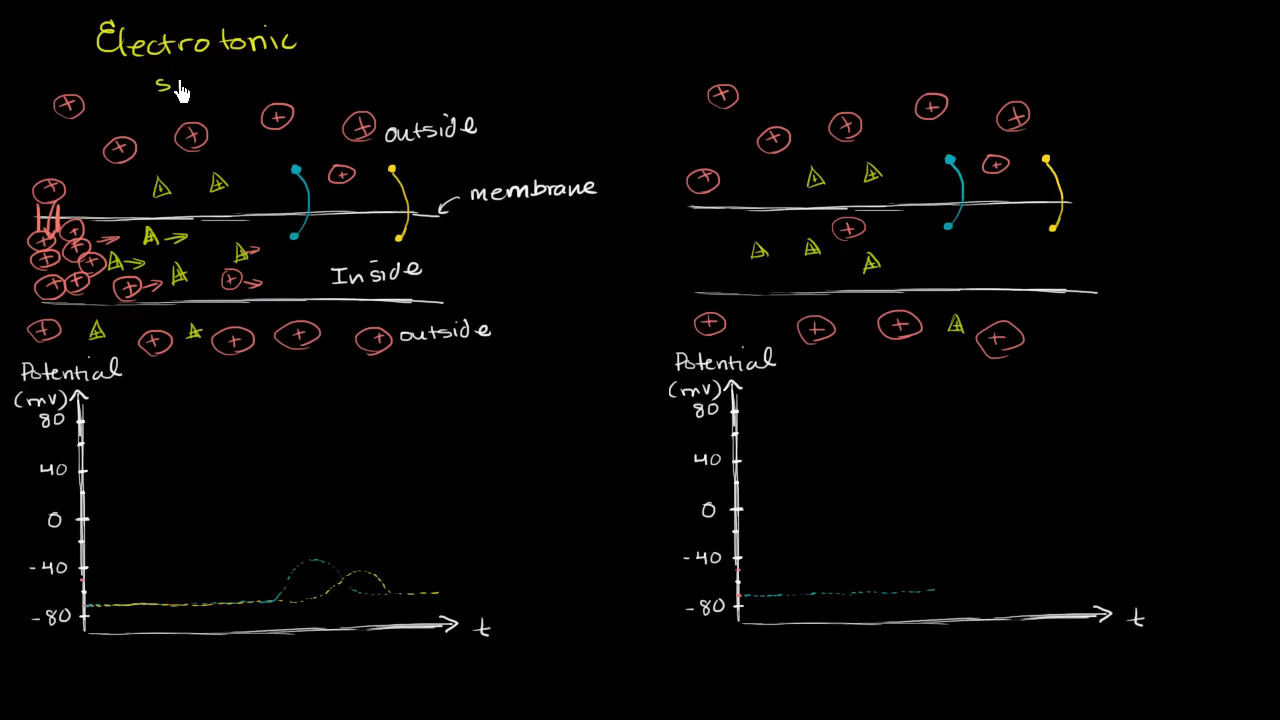 Electrotonic
s
outside
membrane
Inside
outside
Potential
(mV)
80
40
0
-40
-80
t
Potential
(mV)
80
40
0
-40
-80
t